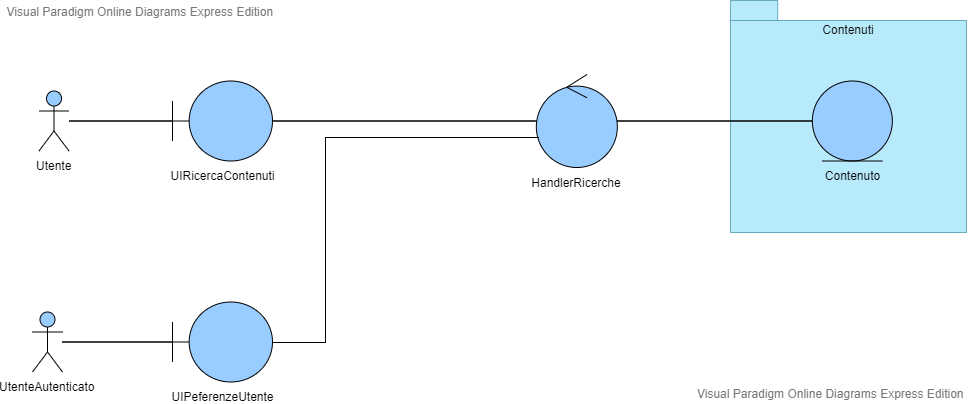 Visual Paradigm Online Diagrams Express Edition
Contenuti
Utente
UIRicercaContenuti
HandlerRicerche
Contenuto
UtenteAutenticato
UIPeferenzeUtente
Visual Paradigm Online Diagrams Express Edition